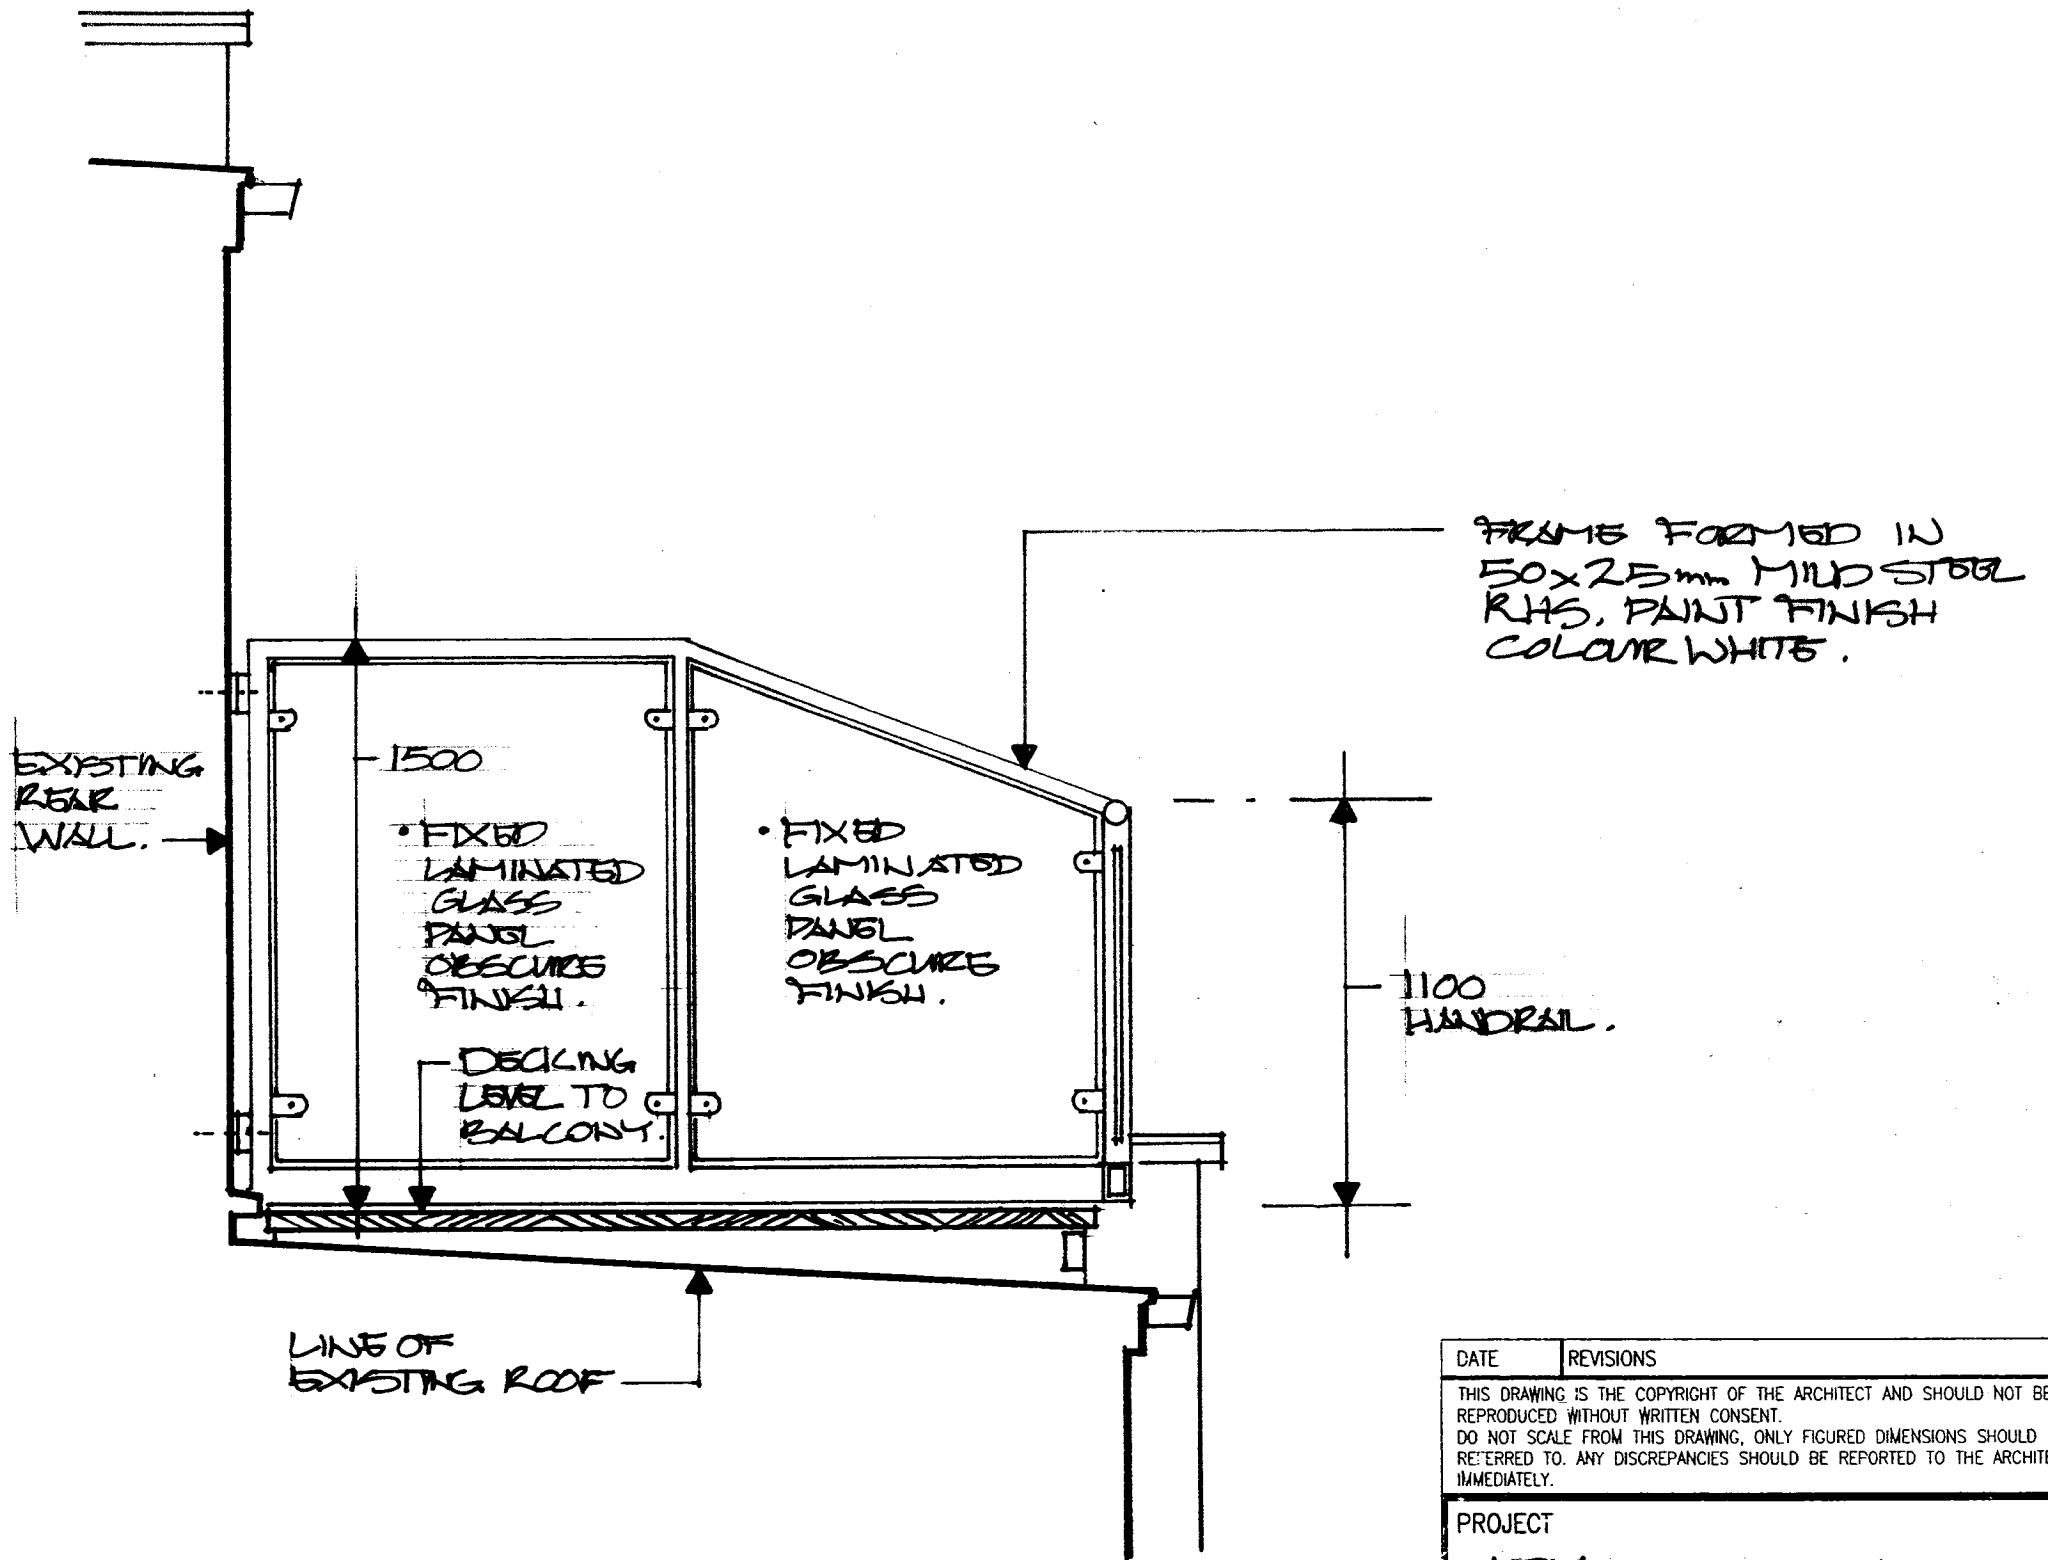 FRAME FORMED IN
50x25mm MILD STEEL
RHS, PAINT FINISH
COLOUR WHITE.
EXISTING
REAR
WALL.
1500
• FIXED
LAMINATED
GLASS
PANEL
OBSCURE
FINISH.
• FIXED
LAMINATED
GLASS
PANEL
OBSCURE
FINISH.
DECKING
LEVEL TO
BALCONY.
1100
HANDRAIL.
LINE OF
EXISTING ROOF
DATE REVISIONS
THIS DRAWING IS THE COPYRIGHT OF THE ARCHITECT AND SHOULD NOT BE
REPRODUCED WITHOUT WRITTEN CONSENT.
DO NOT SCALE FROM THIS DRAWING, ONLY FIGURED DIMENSIONS SHOULD
REFERRED TO. ANY DISCREPANCIES SHOULD BE REPORTED TO THE ARCHITE
IMMEDIATELY.
PROJECT